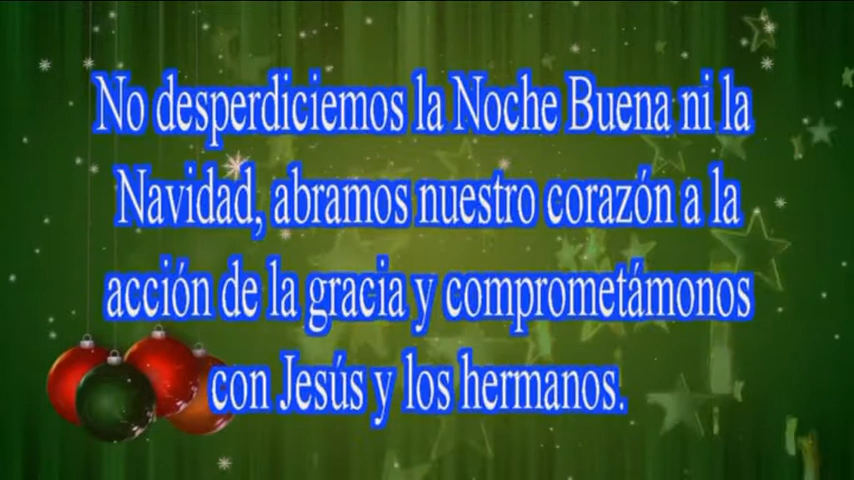 No desperdiciemos la Noche Buena ni la
Navidad, abramos nuestro corazón a la
acción de la gracia y comprometámonos
con Jesús y los hermanos.